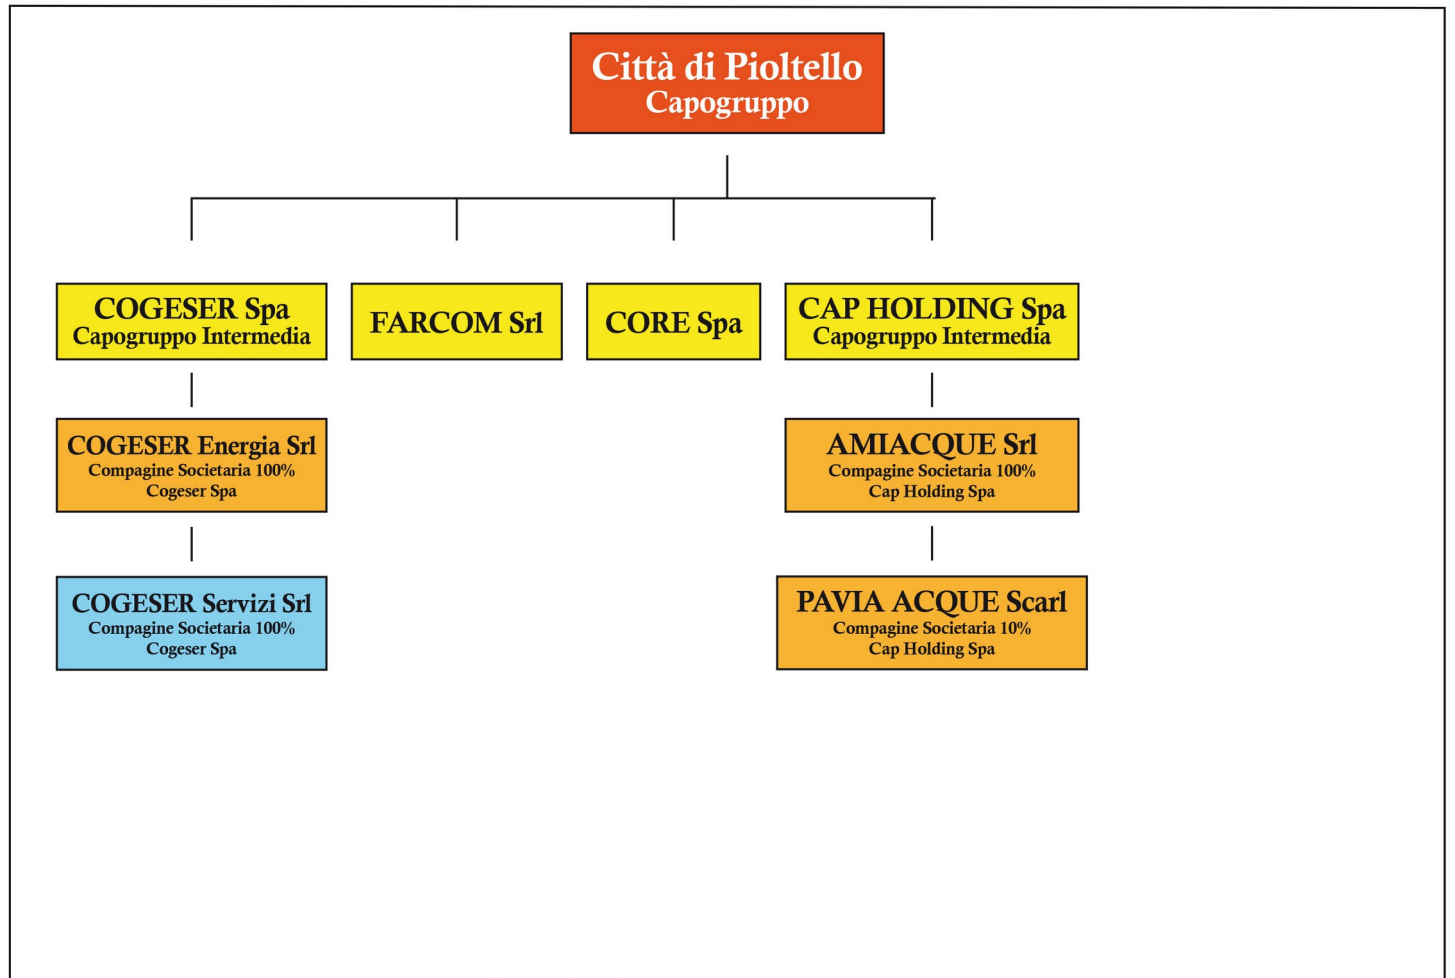 Città di Pioltello
Capogruppo
COGESER Spa
Capogruppo Intermedia
FARCOM Srl
CORE Spa
CAP HOLDING Spa
Capogruppo Intermedia
COGESER Energia Srl
Compagine Societaria 100%
Cogeser Spa
AMIACQUE Srl
Compagine Societaria 100%
Cap Holding Spa
COGESER Servizi Srl
Compagine Societaria 100%
Cogeser Spa
PAVIA ACQUE Scarl
Compagine Societaria 10%
Cap Holding Spa